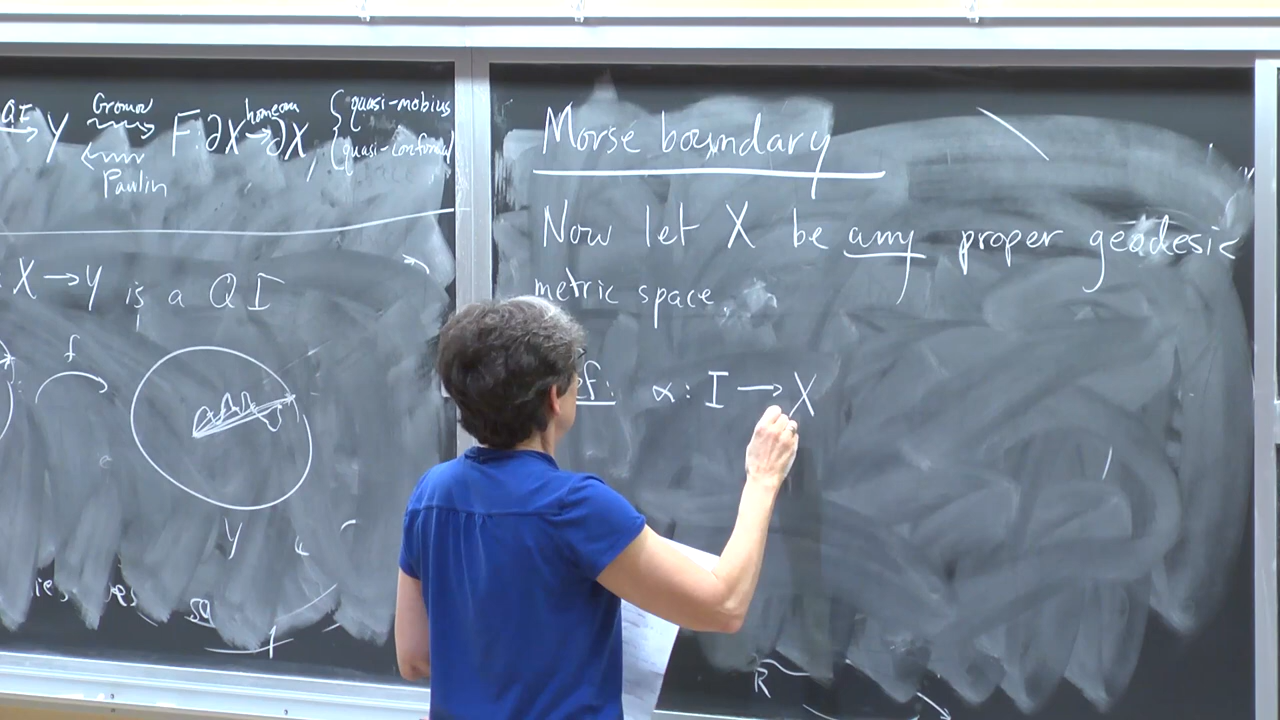 QI → Y Gromov F: ∂X homeom → ∂X, { quasi-mobius
Paulin quasi-conformal
: X → Y is a QI
f
Y
Morse boundary
Now let X be any proper geodesic
metric space
f: α: I → X
R